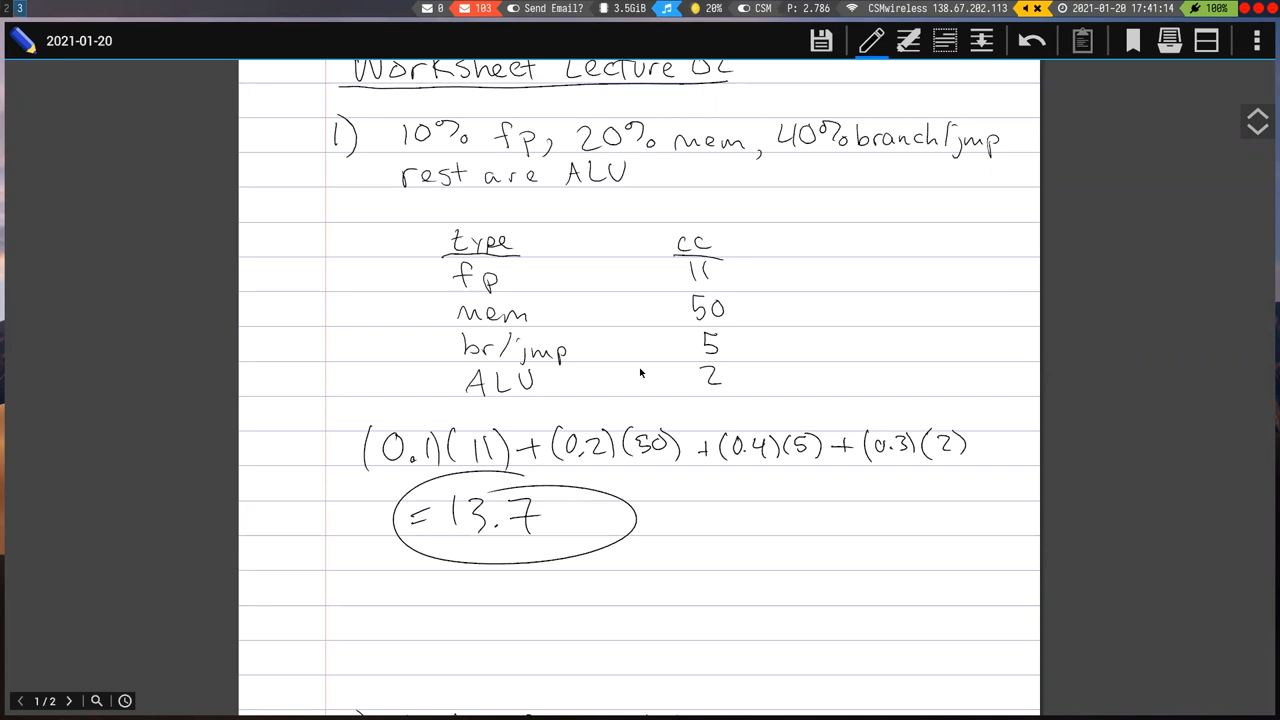 2 3 0 103 Send Email? 3.5GiB 20% CSM P: 2.786 CSMwireless 138.67.202.113 2021-01-20 17:41:14 100%
2021-01-20
Worksheet Lecture 02
1) 10% fp, 20% mem, 40% branch/jmp
rest are ALU
type cc
fp 11
mem 50
br/jmp 5
ALU 2
(0.1)(11)+(0.2)(50)+(0.4)(5)+(0.3)(2)
= 13.7
1/2